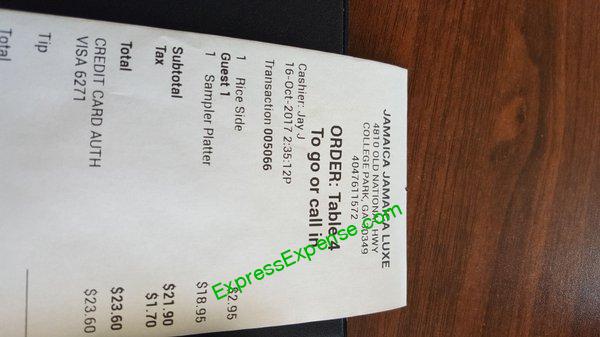 JAMAICA JAMAICA LUXE
4810 OLD NATIONAL HWY
COLLEGE PARK, GA 30349
4047611572
ORDER: Table 4
To go or call in
Cashier: Jay J
16-Oct-2017 2:35:12P
Transaction 005066
1 Rice Side $2.95
Guest 1
1 Sampler Platter $18.95
Subtotal $21.90
Tax $1.70
Total $23.60
CREDIT CARD AUTH $23.60
VISA 6271
Tip
Total
ExpressExpense.com